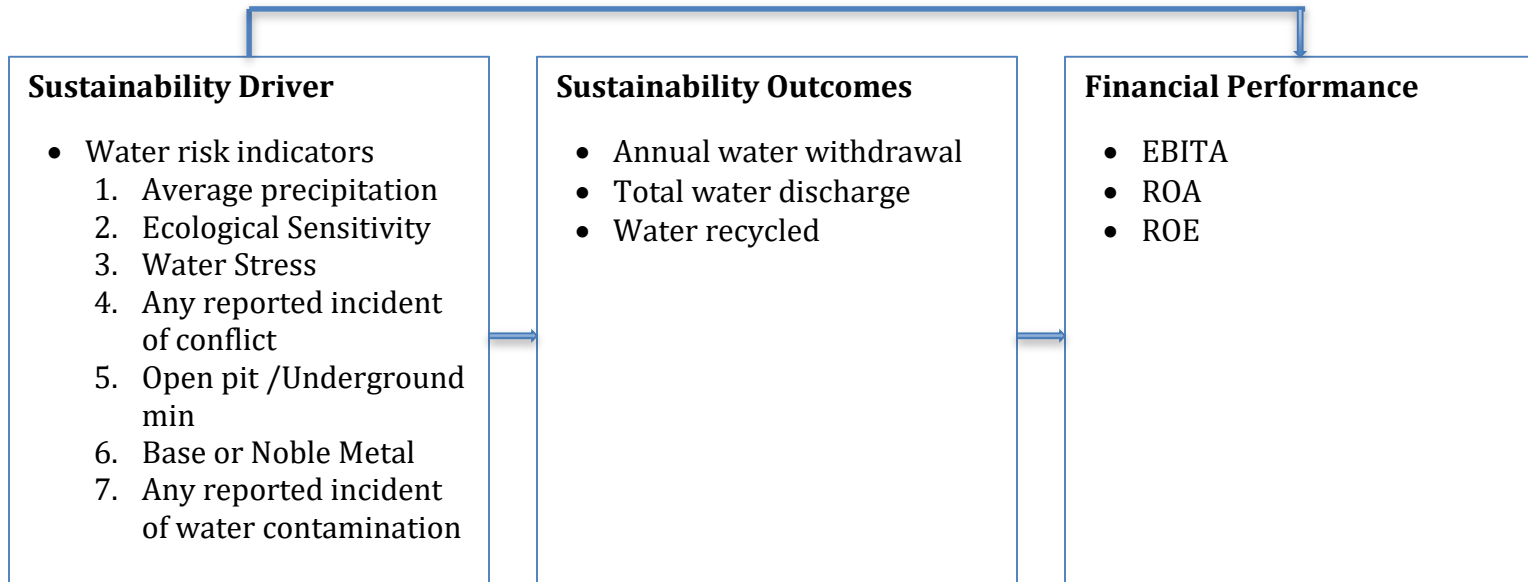 Sustainability Driver
• Water risk indicators
1. Average precipitation
2. Ecological Sensitivity
3. Water Stress
4. Any reported incident
of conflict
5. Open pit /Underground
min
6. Base or Noble Metal
7. Any reported incident
of water contamination
Sustainability Outcomes
• Annual water withdrawal
• Total water discharge
• Water recycled
Financial Performance
• EBITA
• ROA
• ROE